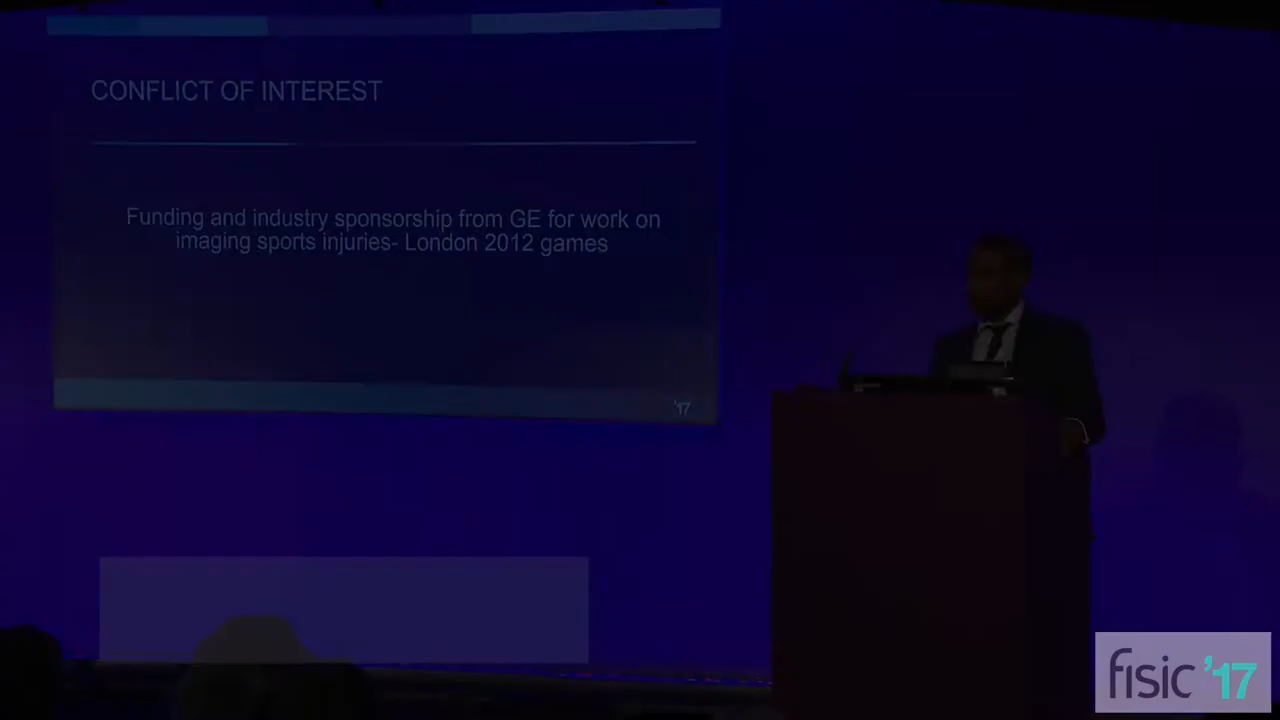 CONFLICT OF INTEREST
Funding and industry sponsorship from GE for work on
imaging sports injuries- London 2012 games
'17
fisic '17